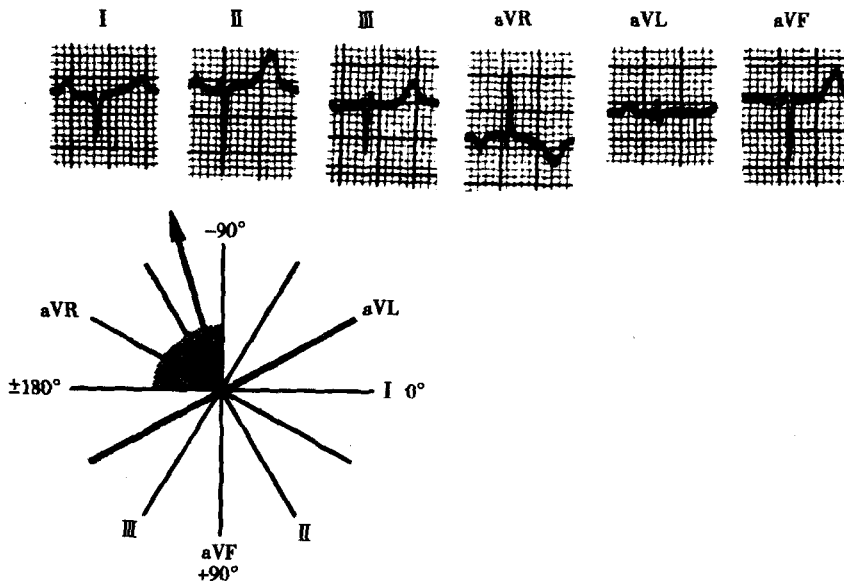 Ⅰ Ⅱ Ⅲ aVR aVL aVF
−90°
aVR aVL
±180° Ⅰ 0°
Ⅲ Ⅱ
aVF
+90°